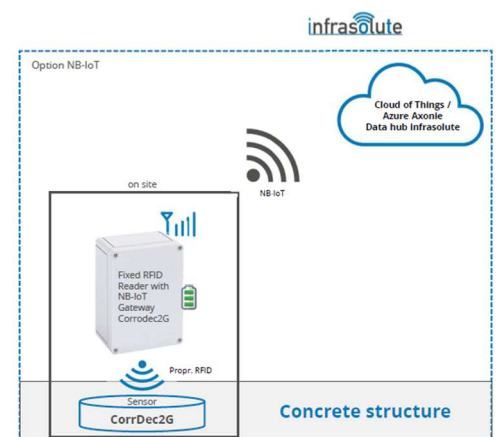 infrasolute
Option NB-IoT
Cloud of Things /
Azure Axonie
Data hub infrasolute
NB-IoT
on site
Fixed RFID
Reader with
NB-IoT
Gateway
Corrodec2G
Propr. RFID
Sensor
CorrDec2G
Concrete structure